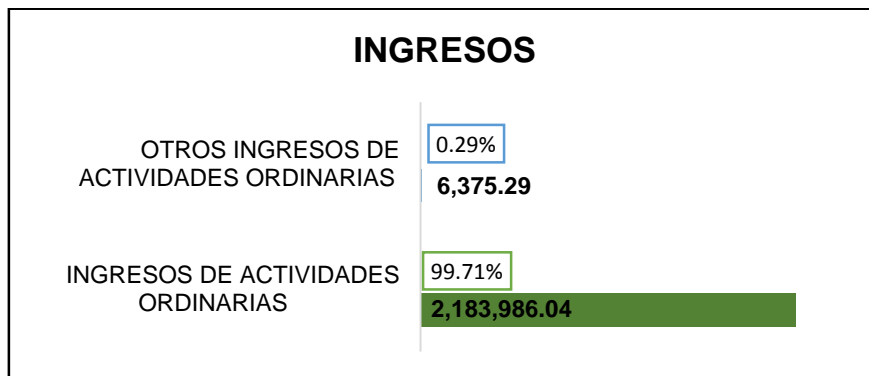 INGRESOS
OTROS INGRESOS DE
ACTIVIDADES ORDINARIAS
0.29%
6,375.29
INGRESOS DE ACTIVIDADES
ORDINARIAS
99.71%
2,183,986.04